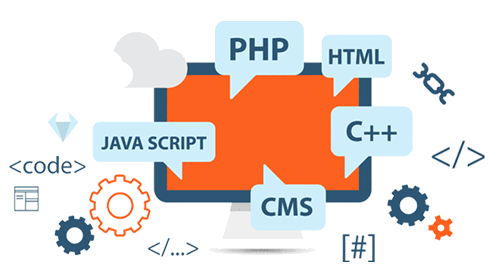 PHP
HTML
C++
JAVA SCRIPT
<code>
</>
CMS
</...>
[#]